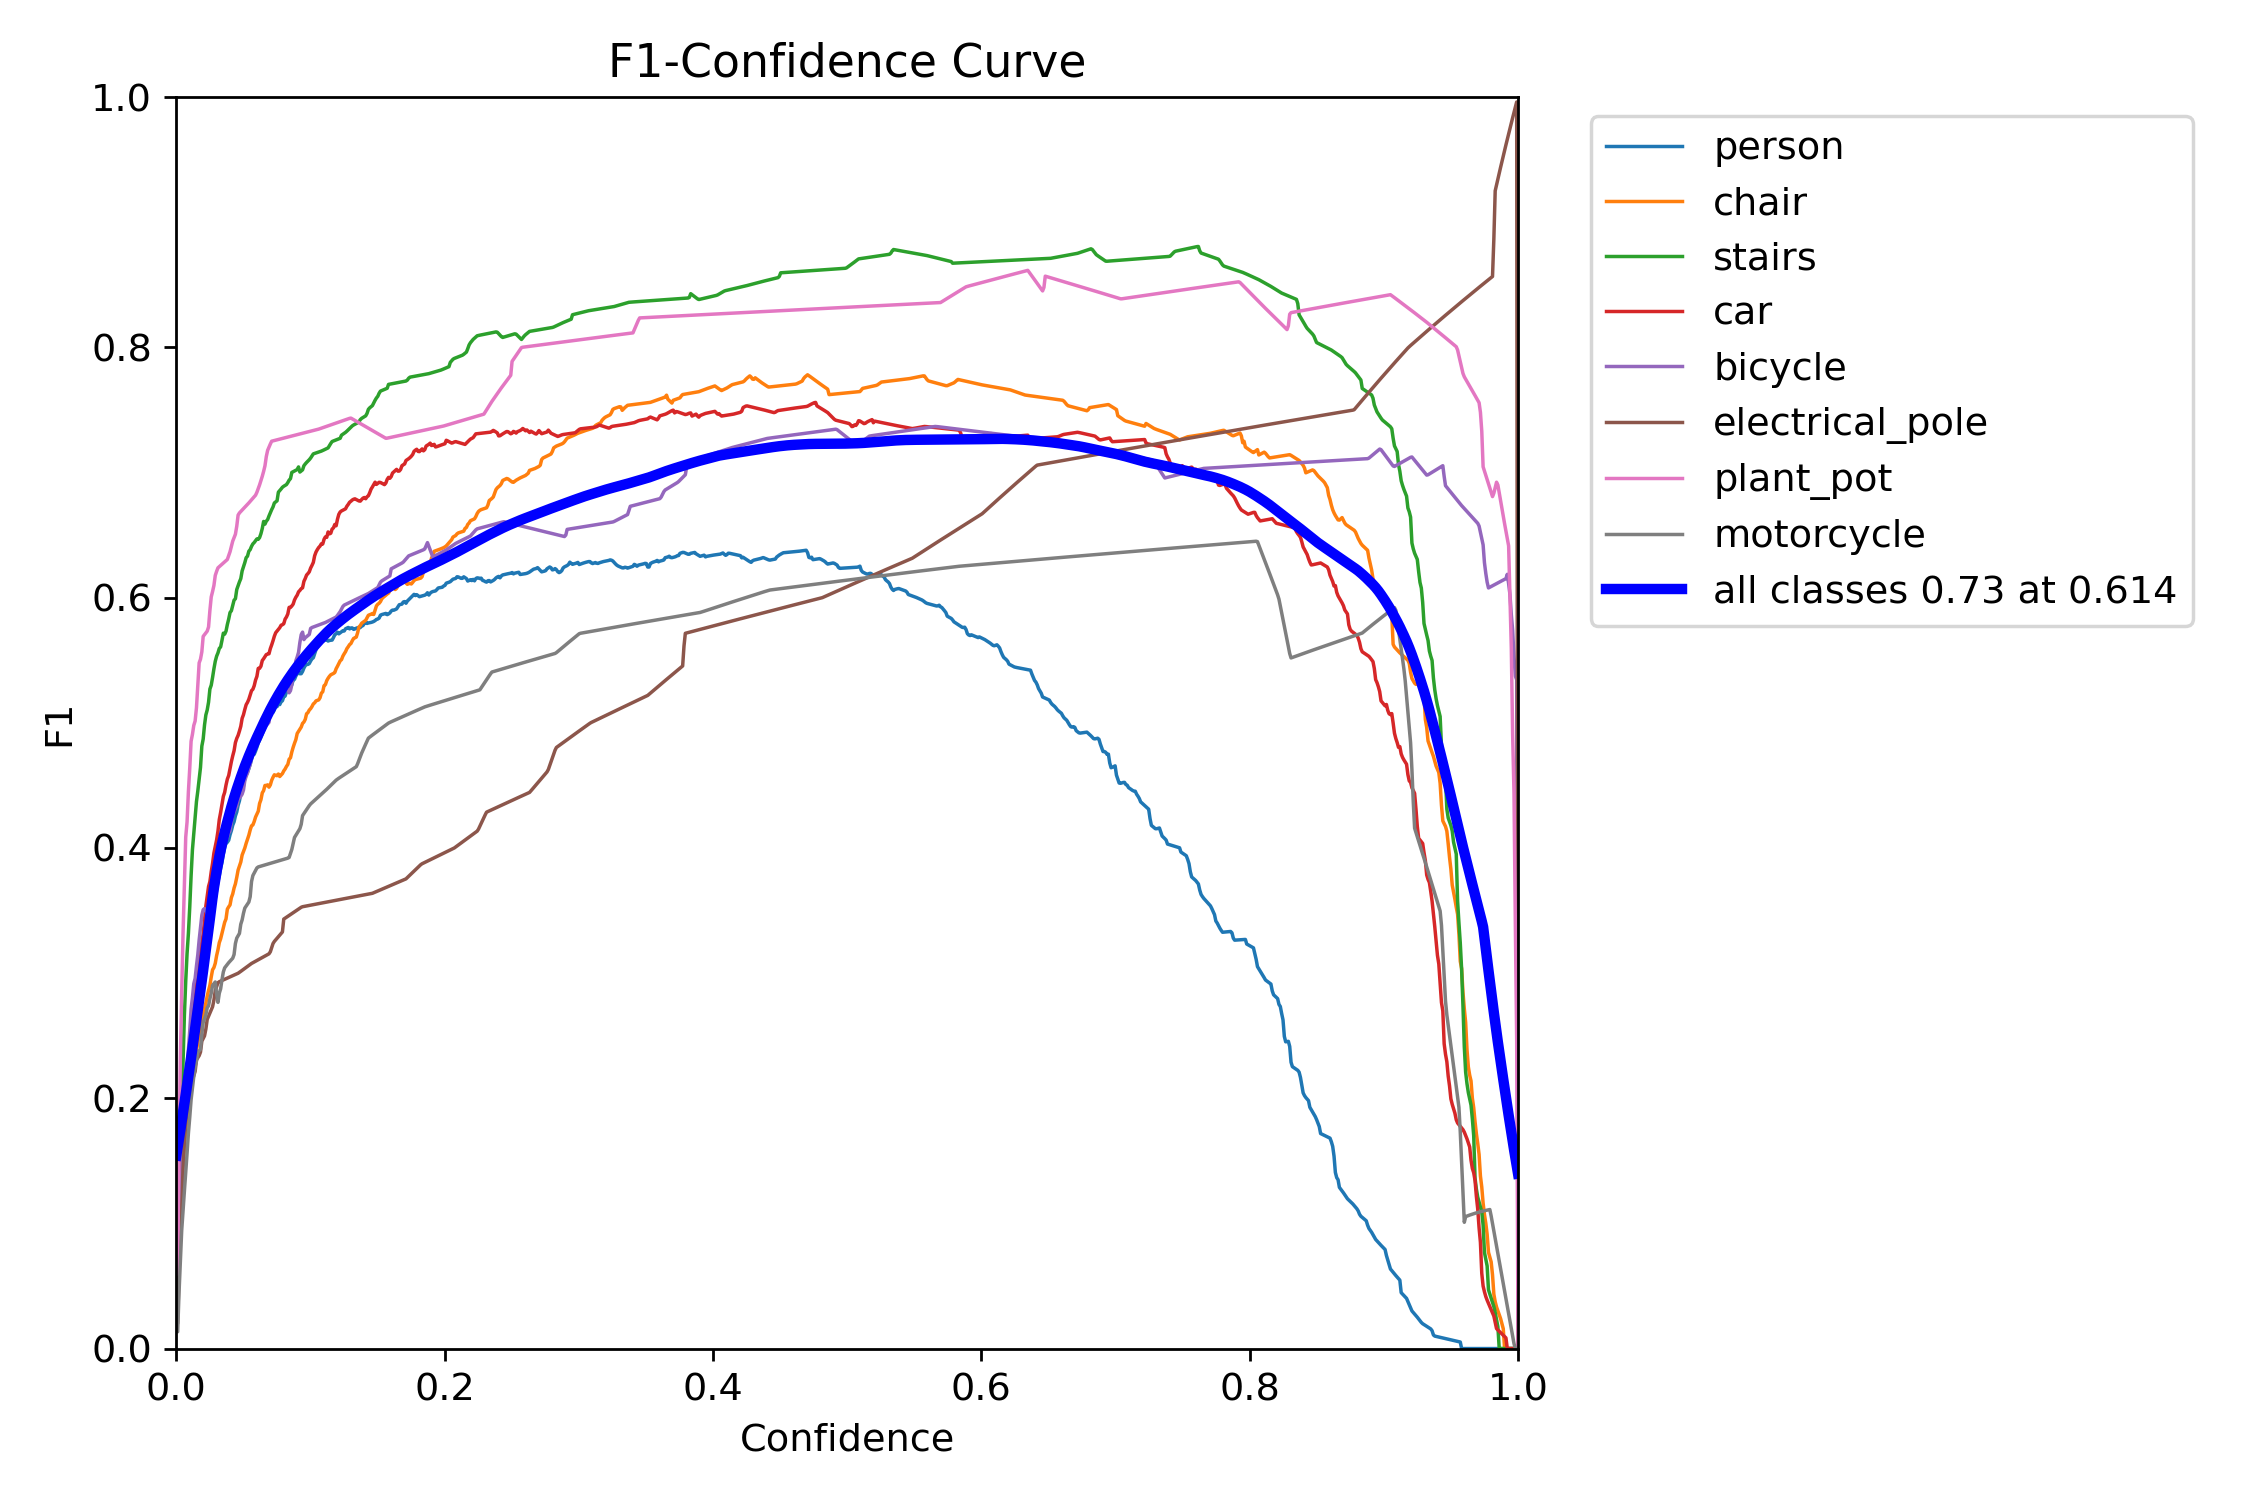 F1-Confidence Curve
1.0
0.8
0.6
0.4
0.2
0.0
F1
0.0 0.2 0.4 0.6 0.8 1.0
Confidence
person
chair
stairs
car
bicycle
electrical_pole
plant_pot
motorcycle
all classes 0.73 at 0.614